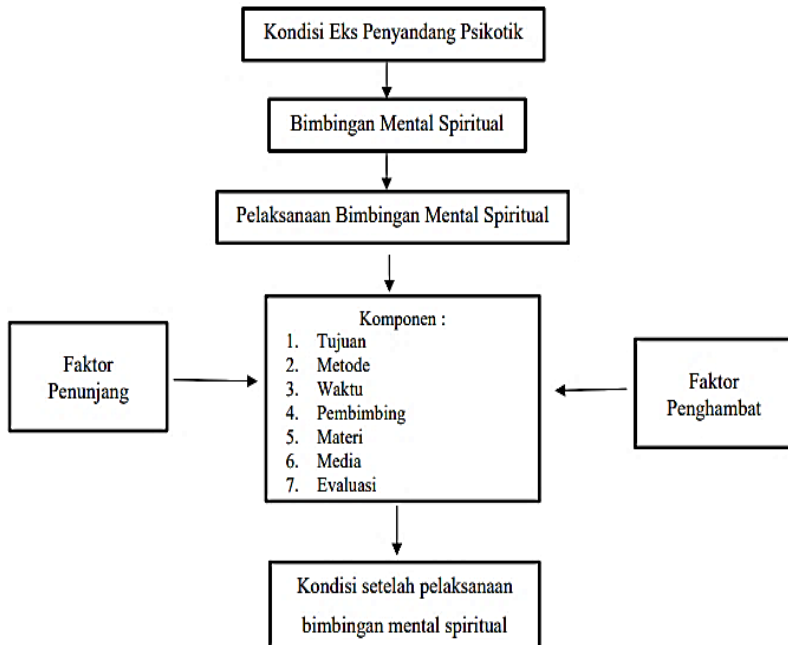 Kondisi Eks Penyandang Psikotik
Bimbingan Mental Spiritual
Pelaksanaan Bimbingan Mental Spiritual
Faktor
Penunjang
Komponen :
1. Tujuan
2. Metode
3. Waktu
4. Pembimbing
5. Materi
6. Media
7. Evaluasi
Faktor
Penghambat
Kondisi setelah pelaksanaan
bimbingan mental spiritual